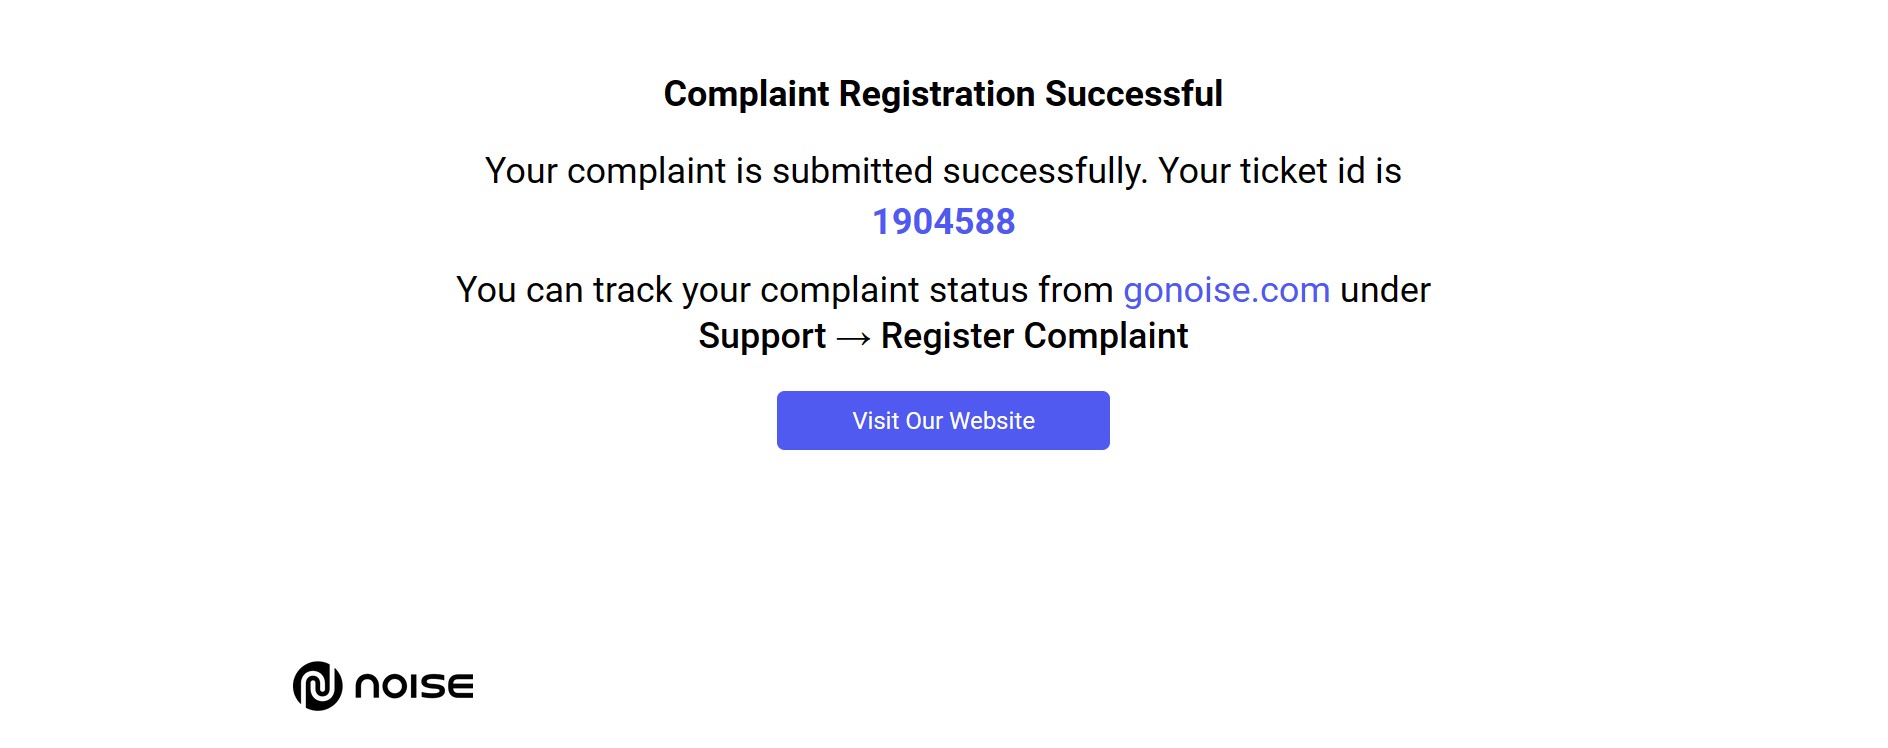 Complaint Registration Successful
Your complaint is submitted successfully. Your ticket id is
1904588
You can track your complaint status from gonoise.com under
Support → Register Complaint
Visit Our Website
NOISE